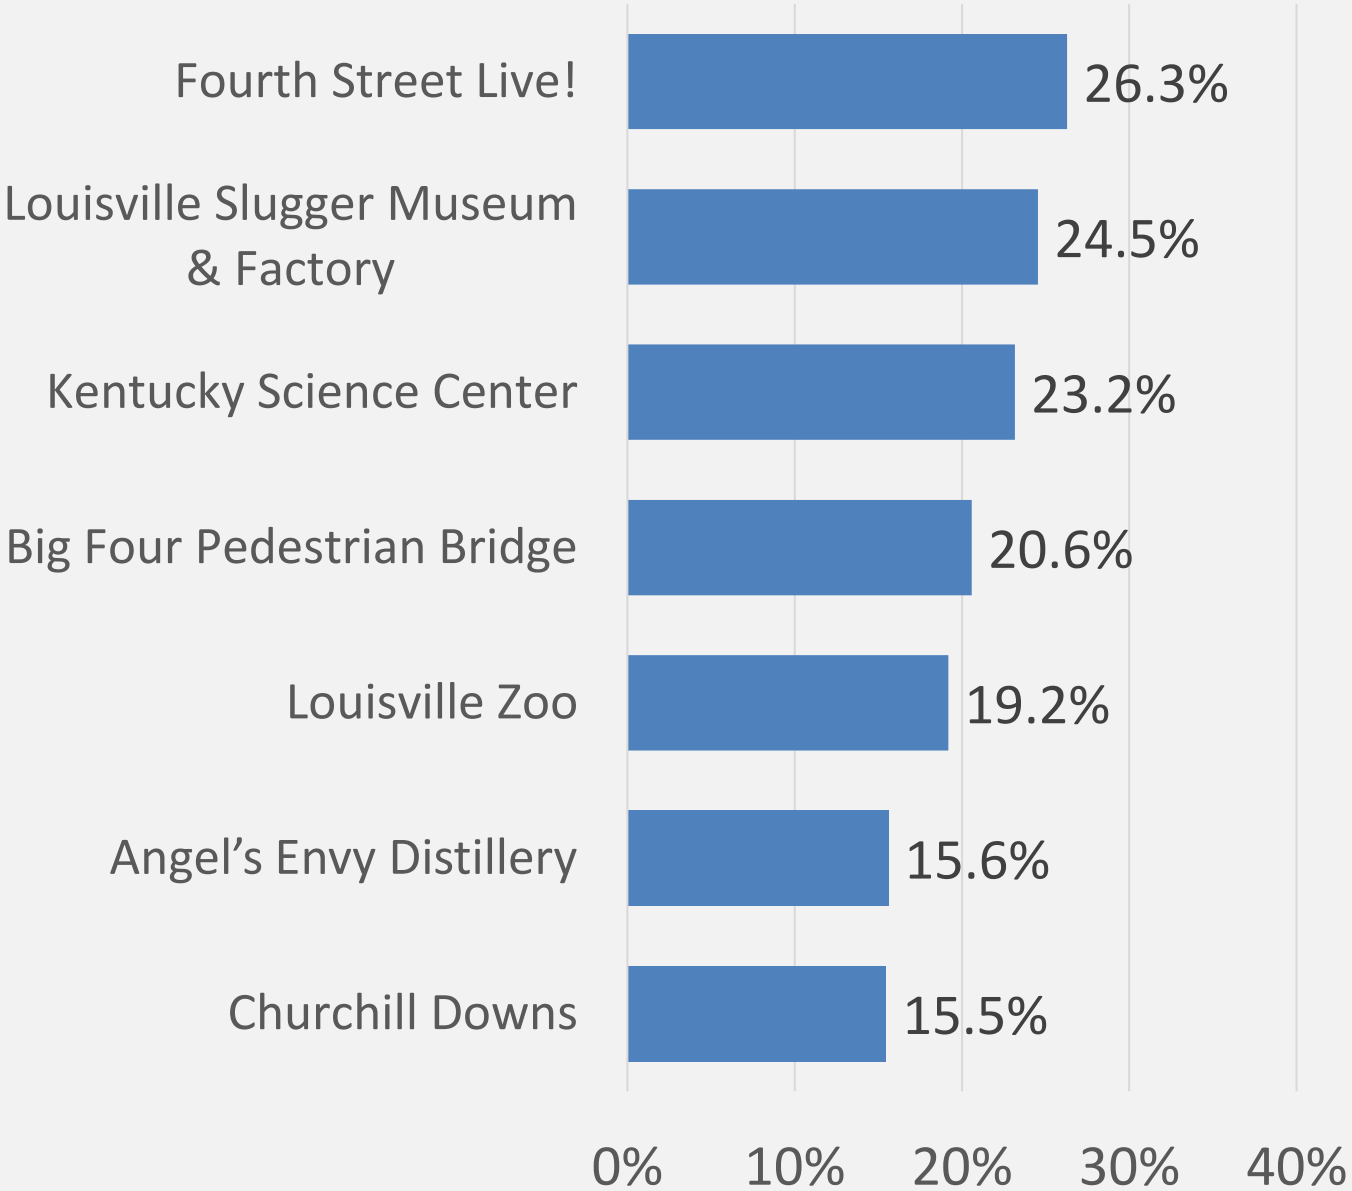 Fourth Street Live!
26.3%
Louisville Slugger Museum
& Factory
24.5%
Kentucky Science Center
23.2%
Big Four Pedestrian Bridge
20.6%
Louisville Zoo
19.2%
Angel’s Envy Distillery
15.6%
Churchill Downs
15.5%
0% 10% 20% 30% 40%